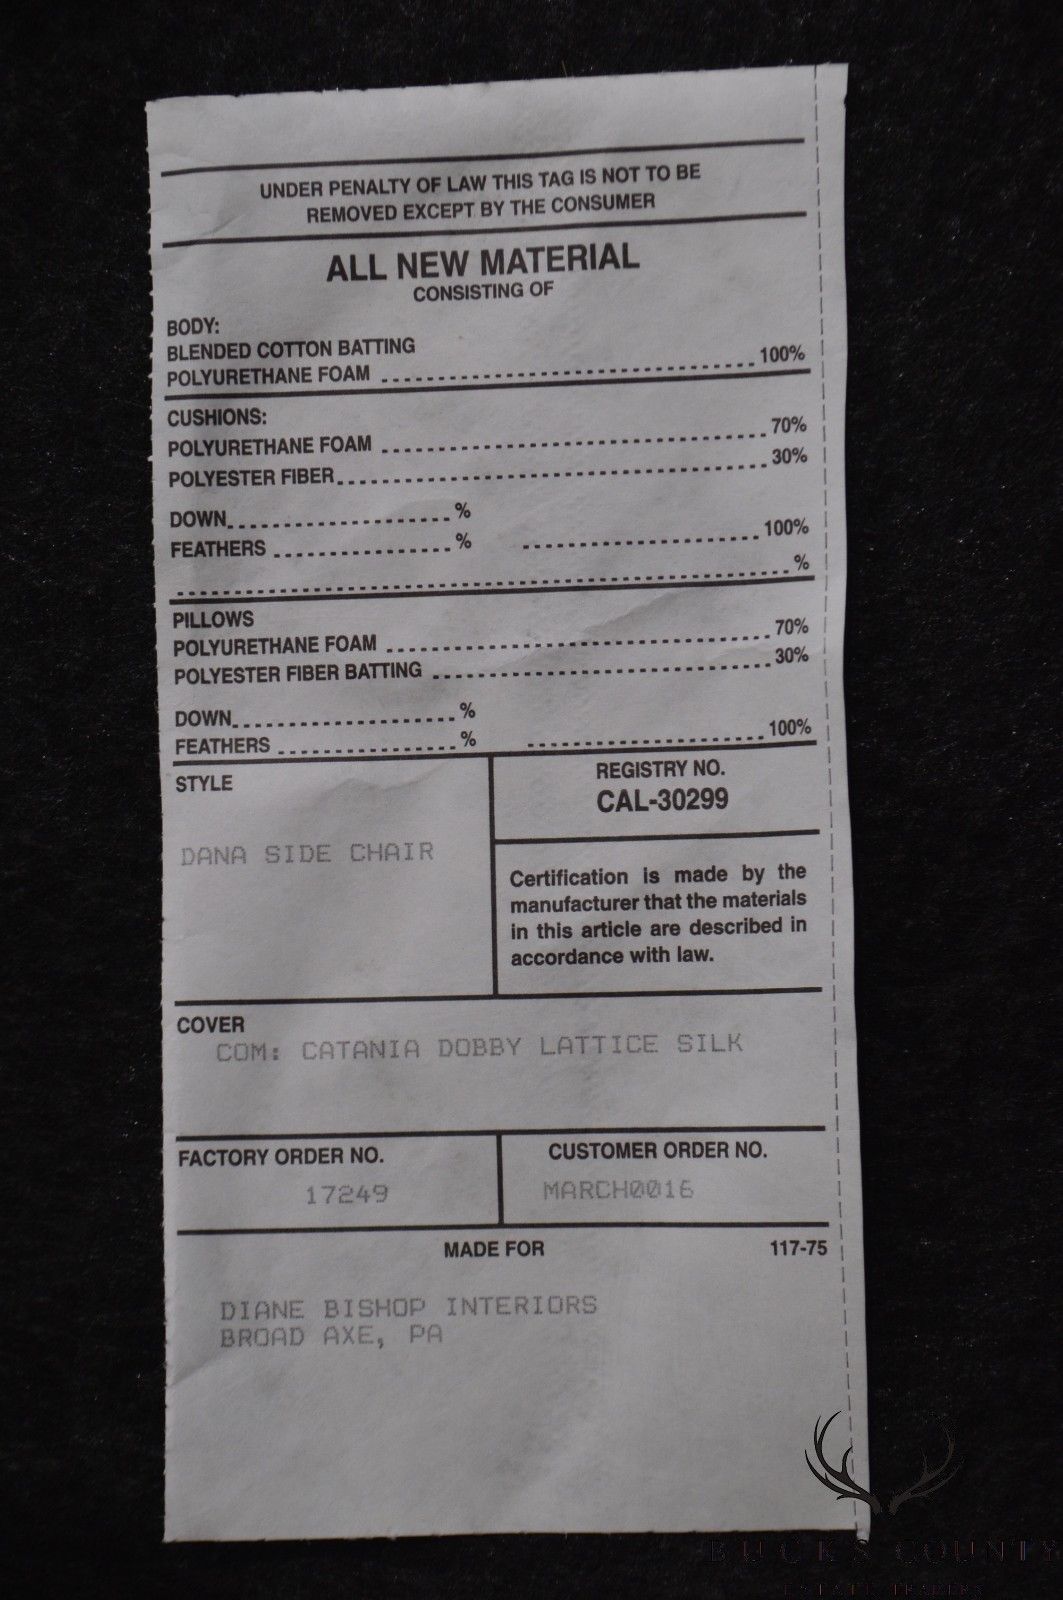 UNDER PENALTY OF LAW THIS TAG IS NOT TO BE
REMOVED EXCEPT BY THE CONSUMER
ALL NEW MATERIAL
CONSISTING OF
BODY:
BLENDED COTTON BATTING
POLYURETHANE FOAM ........................................ 100%
CUSHIONS:
POLYURETHANE FOAM ........................................ 70%
POLYESTER FIBER ........................................ 30%
DOWN .................... %
FEATHERS .................... % .................... 100%
........................................ %
PILLOWS
POLYURETHANE FOAM ........................................ 70%
POLYESTER FIBER BATTING ........................................ 30%
DOWN .................... %
FEATHERS .................... % .................... 100%
STYLE
DANA SIDE CHAIR
REGISTRY NO.
CAL-30299
Certification is made by the
manufacturer that the materials
in this article are described in
accordance with law.
COVER
COM: CATANIA DOBBY LATTICE SILK
FACTORY ORDER NO.
17249
CUSTOMER ORDER NO.
MARCH0016
MADE FOR 117-75
DIANE BISHOP INTERIORS
BROAD AXE, PA
BUCKS COUNTY
ESTATE TRADERS